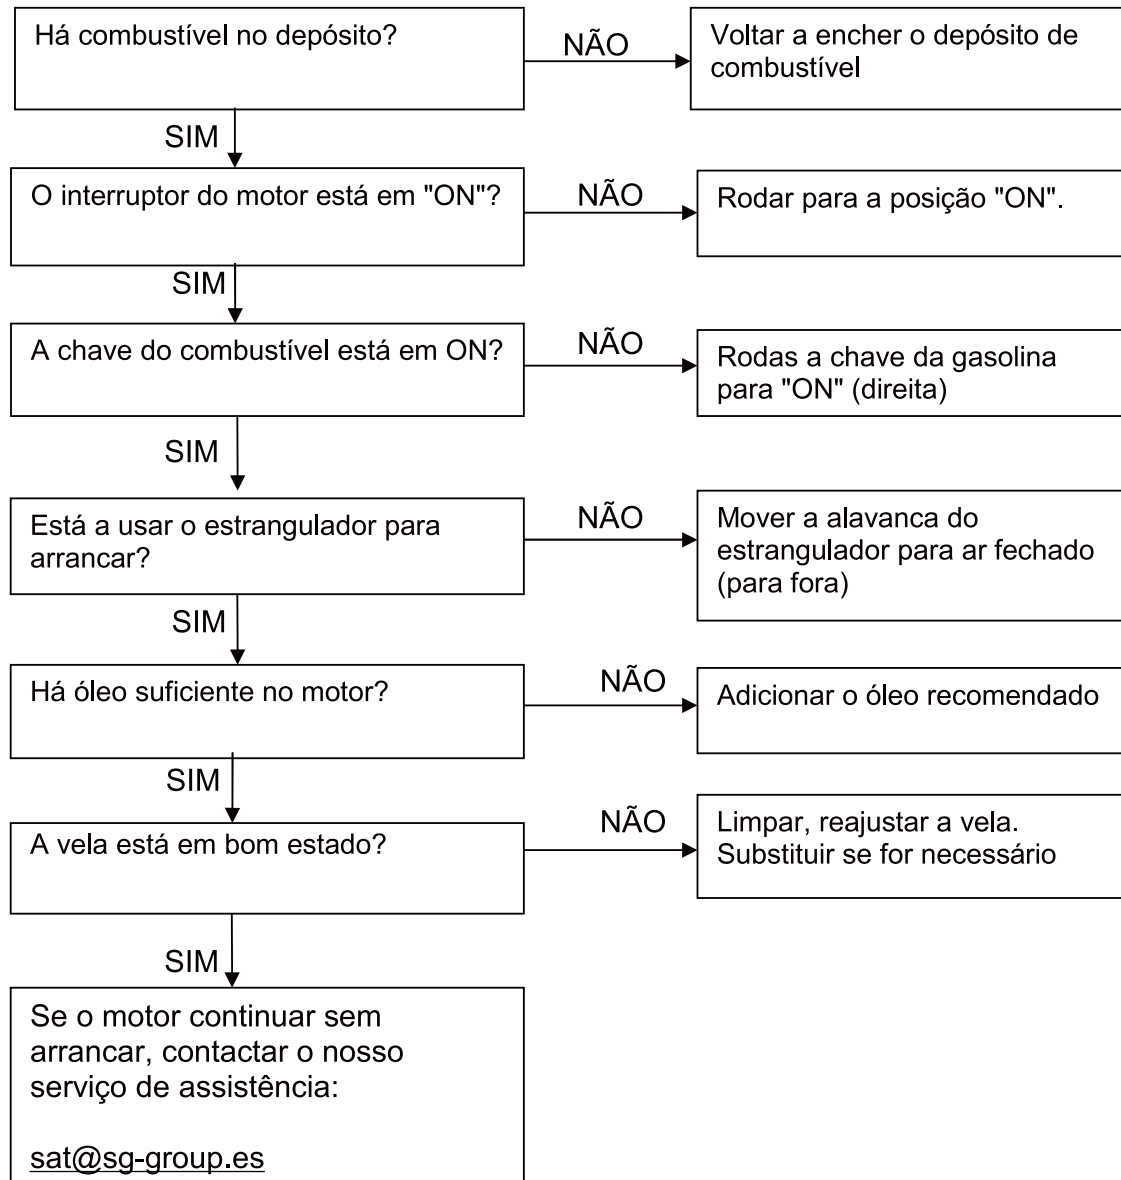 Há combustível no depósito?
NÃO
Voltar a encher o depósito de
combustível
SIM
O interruptor do motor está em "ON"?
NÃO
Rodar para a posição "ON".
SIM
A chave do combustível está em ON?
NÃO
Rodas a chave da gasolina
para "ON" (direita)
SIM
Está a usar o estrangulador para
arrancar?
NÃO
Mover a alavanca do
estrangulador para ar fechado
(para fora)
SIM
Há óleo suficiente no motor?
NÃO
Adicionar o óleo recomendado
SIM
A vela está em bom estado?
NÃO
Limpar, reajustar a vela.
Substituir se for necessário
SIM
Se o motor continuar sem
arrancar, contactar o nosso
serviço de assistência:
sat@sg-group.es